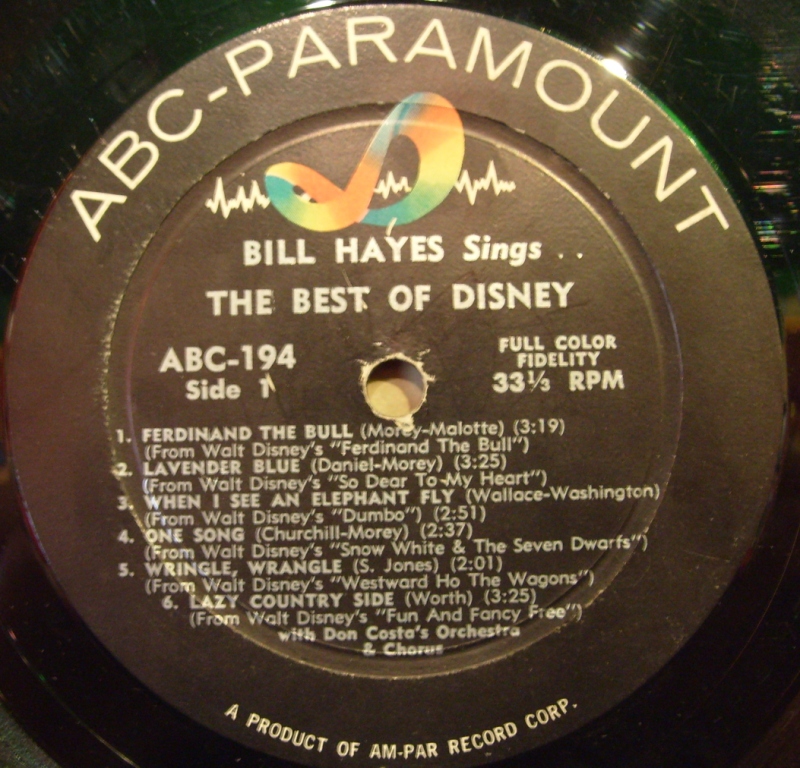 ABC-PARAMOUNT
BILL HAYES Sings . .
THE BEST OF DISNEY
ABC-194
Side 1
FULL COLOR
FIDELITY
33⅓ RPM
1. FERDINAND THE BULL (Morey-Malotte) (3:19)
(From Walt Disney's "Ferdinand The Bull")
2. LAVENDER BLUE (Daniel-Morey) (3:25)
(From Walt Disney's "So Dear To My Heart")
3. WHEN I SEE AN ELEPHANT FLY (Wallace-Washington)
(From Walt Disney's "Dumbo") (2:51)
4. ONE SONG (Churchill-Morey) (2:37)
(From Walt Disney's "Snow White & The Seven Dwarfs")
5. WRINGLE, WRANGLE (S. Jones) (2:01)
(From Walt Disney's "Westward Ho The Wagons")
6. LAZY COUNTRY SIDE (Worth) (3:25)
(From Walt Disney's "Fun And Fancy Free")
with Don Costa's Orchestra
& Chorus
A PRODUCT OF AM-PAR RECORD CORP.